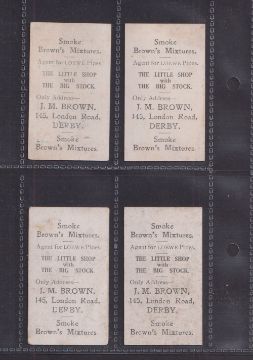 Smoke
Brown's Mixtures.
Agent for LOEWE Pipes.
THE LITTLE SHOP
with
THE BIG STOCK.
Only Address—
J. M. BROWN,
145, London Road,
DERBY.
Smoke
Brown's Mixtures.
Smoke
Brown's Mixtures.
Agent for LOEWE Pipes.
THE LITTLE SHOP
with
THE BIG STOCK.
Only Address—
J. M. BROWN,
145, London Road,
DERBY.
Smoke
Brown's Mixtures.
Smoke
Brown's Mixtures.
Agent for LOEWE Pipes.
THE LITTLE SHOP
with
THE BIG STOCK.
Only Address—
J. M. BROWN,
145, London Road,
DERBY.
Smoke
Brown's Mixtures.
Smoke
Brown's Mixtures.
Agent for LOEWE Pipes.
THE LITTLE SHOP
with
THE BIG STOCK.
Only Address—
J. M. BROWN,
145, London Road,
DERBY.
Smoke
Brown's Mixtures.